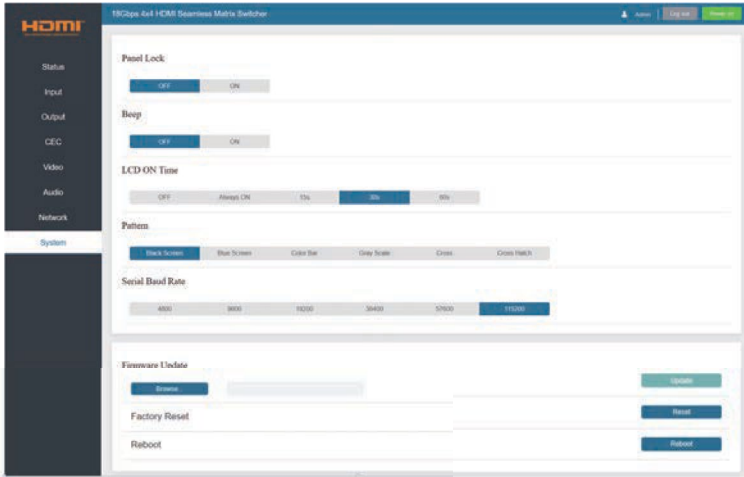 HDMI
18Gbps 4x4 HDMI Seamless Matrix Switcher
Admin
Log out
Power on
Status
Input
Output
CEC
Video
Audio
Network
System
Panel Lock
OFF ON
Beep
OFF ON
LCD ON Time
OFF Always ON 15s 30s 60s
Pattern
Black Screen Blue Screen Color Bar Gray Scale Cross Cross Hatch
Serial Baud Rate
4800 9600 19200 38400 57600 115200
Firmware Update
Browse Update
Factory Reset Reset
Reboot Reboot